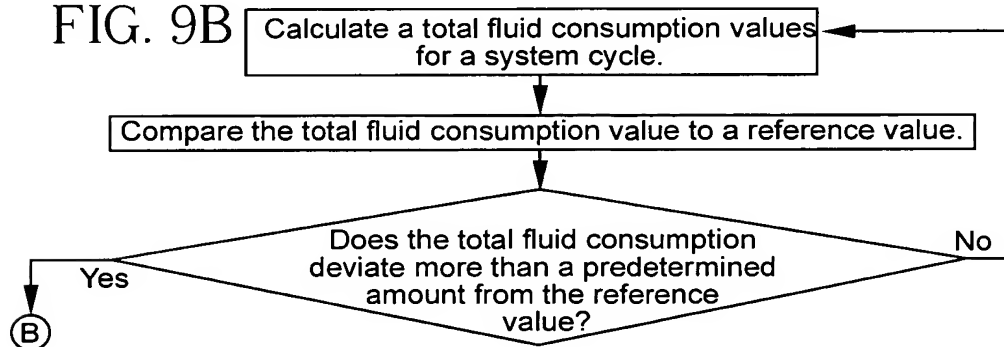 FIG. 9B
Calculate a total fluid consumption values
for a system cycle.
Compare the total fluid consumption value to a reference value.
Does the total fluid consumption
deviate more than a predetermined
amount from the reference
value?
Yes
No
B